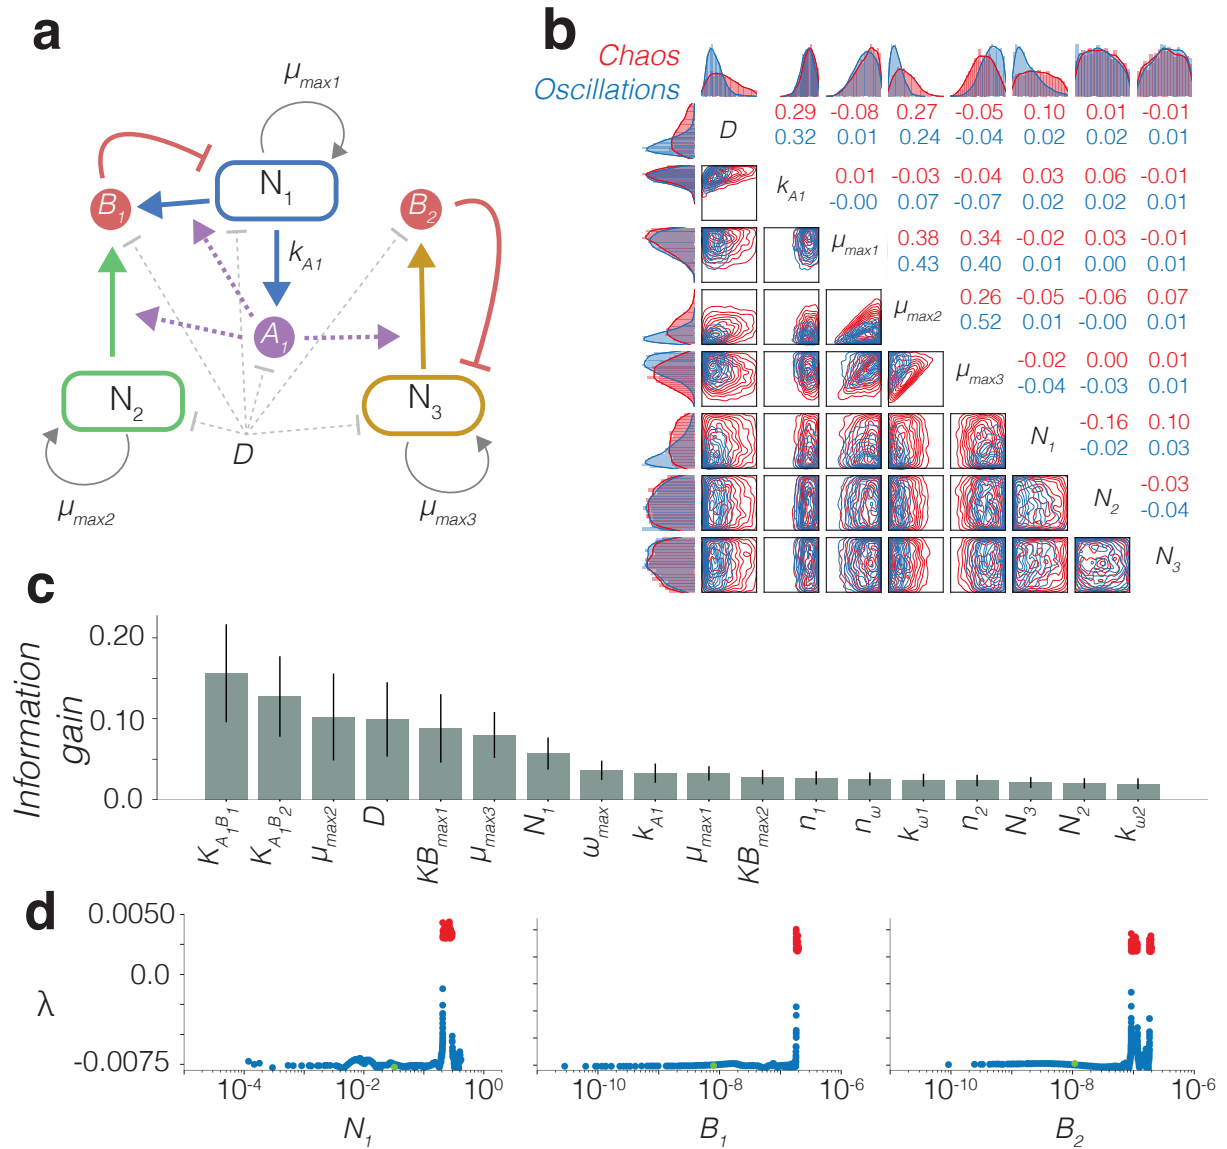 a
μmax1
N1
B1
B2
kA1
A1
N2
N3
D
μmax2
μmax3
b
Chaos
Oscillations
D
0.29 -0.08 0.27 -0.05 0.10 0.01 -0.01
0.32 0.01 0.24 -0.04 0.02 0.02 0.01
kA1
0.01 -0.03 -0.04 0.03 0.06 -0.01
-0.00 0.07 -0.07 0.02 0.02 0.01
μmax1
0.38 0.34 -0.02 0.03 -0.01
0.43 0.40 0.01 0.00 0.01
μmax2
0.26 -0.05 -0.06 0.07
0.52 0.01 -0.00 0.01
μmax3
-0.02 0.00 0.01
-0.04 -0.03 0.01
N1
-0.16 0.10
-0.02 0.03
N2
-0.03
-0.04
N3
c
Information
gain
0.20
0.10
0.0
KA1B1
KA1B2
μmax2
D
KBmax1
μmax3
N1
ωmax
kA1
μmax1
KBmax2
n1
nω
kω1
n2
N3
N2
kω2
d
λ
0.0050
0.0
-0.0075
10-4 10-2 100
N1
10-10 10-8 10-6
B1
10-10 10-8 10-6
B2